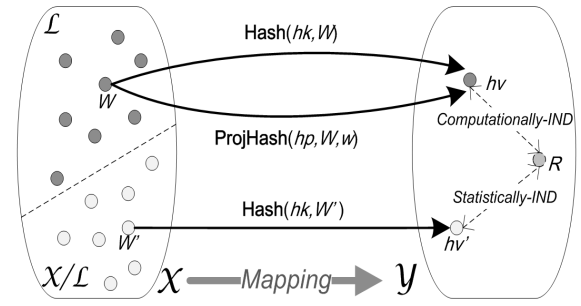 ℒ
Hash(hk,W)
W
hv
Computationally-IND
ProjHash(hp,W,w)
R
Statistically-IND
Hash(hk,W')
W'
hv'
𝒳/ℒ
𝒳 Mapping 𝒴